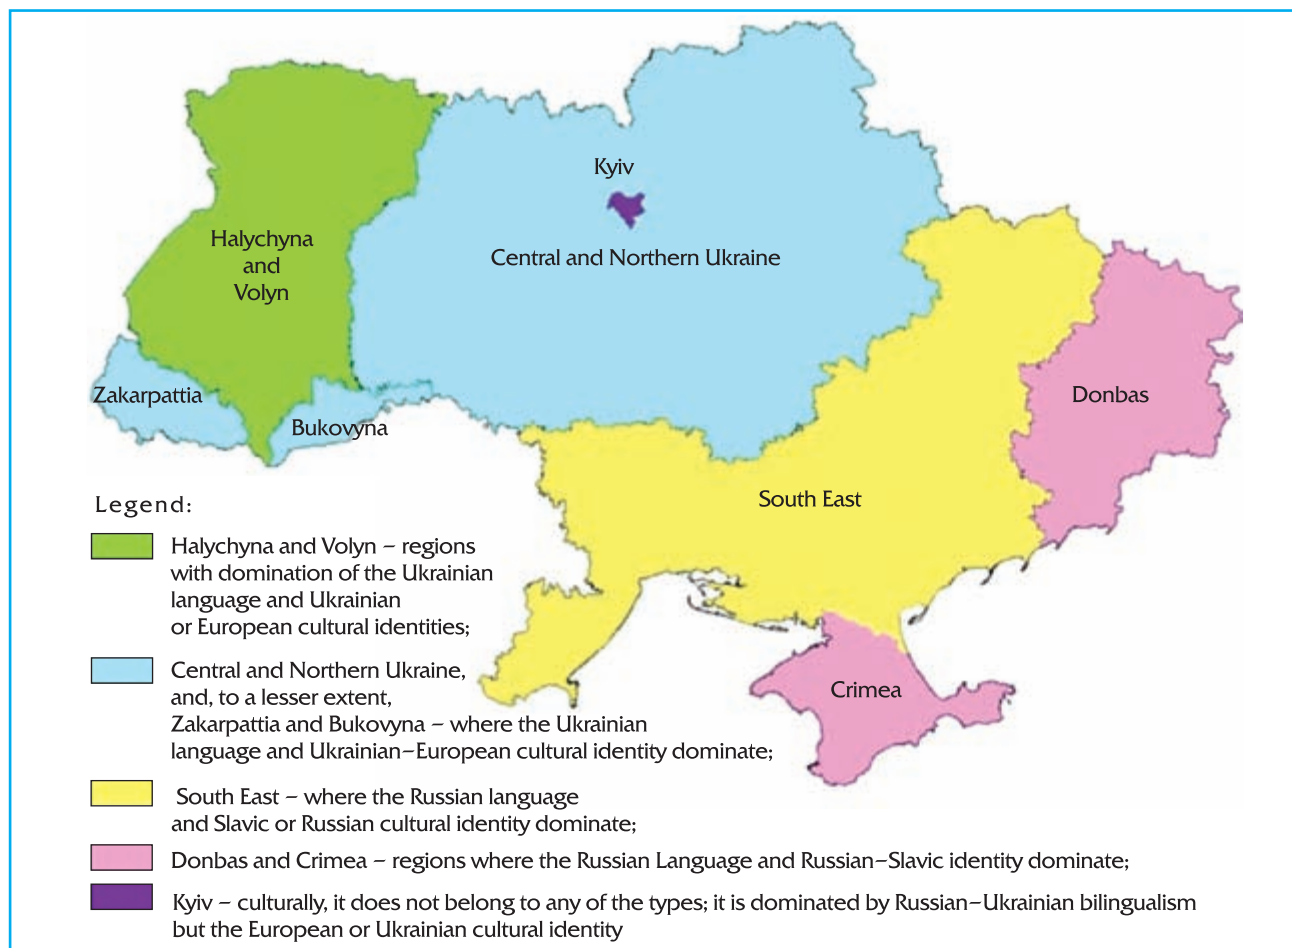 Kyiv
Halychyna
and
Volyn
Central and Northern Ukraine
Zakarpattia
Bukovyna
Donbas
South East
Crimea
Legend:
Halychyna and Volyn – regions
with domination of the Ukrainian
language and Ukrainian
or European cultural identities;
Central and Northern Ukraine,
and, to a lesser extent,
Zakarpattia and Bukovyna – where the Ukrainian
language and Ukrainian–European cultural identity dominate;
South East – where the Russian language
and Slavic or Russian cultural identity dominate;
Donbas and Crimea – regions where the Russian Language and Russian–Slavic identity dominate;
Kyiv – culturally, it does not belong to any of the types; it is dominated by Russian–Ukrainian bilingualism
but the European or Ukrainian cultural identity